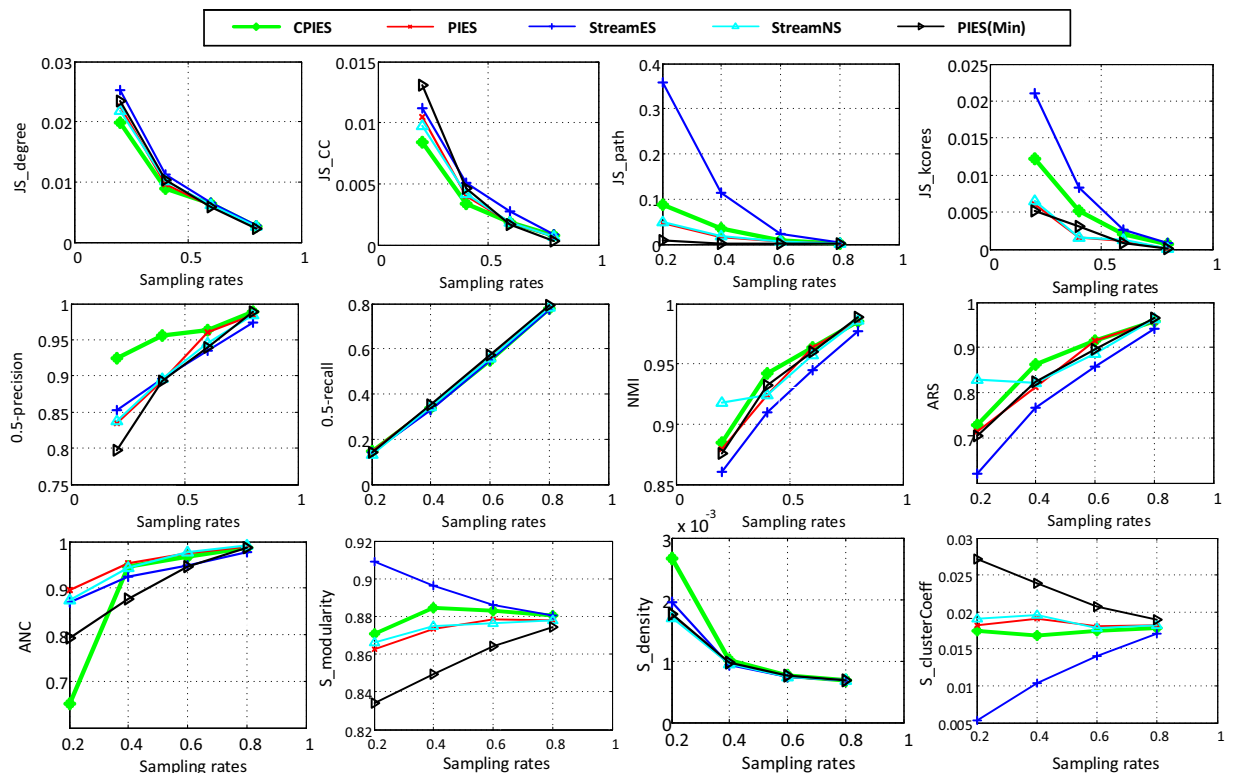 CPIES PIES StreamES StreamNS PIES(Min)
0.03
0.02
0.01
0
JS_degree
0 0.5 1
Sampling rates
0.015
0.01
0.005
0
JS_CC
0 0.5 1
Sampling rates
0.4
0.3
0.2
0.1
0
JS_path
0.2 0.4 0.6 0.8 1
Sampling rates
0.025
0.02
0.015
0.01
0.005
0
JS_kcores
0 0.5 1
Sampling rates
1
0.95
0.9
0.85
0.8
0.75
0.5-precision
0 0.5 1
Sampling rates
0.8
0.6
0.4
0.2
0
0.5-recall
0.2 0.4 0.6 0.8 1
Sampling rates
1
0.95
0.9
0.85
NMI
0 0.5 1
Sampling rates
1
0.9
0.8
0.7
ARS
0.2 0.4 0.6 0.8 1
Sampling rates
1
0.9
0.8
0.7
ANC
0.2 0.4 0.6 0.8 1
Sampling rates
0.92
0.9
0.88
0.86
0.84
0.82
S_modularity
0.2 0.4 0.6 0.8 1
Sampling rates
x 10^-3
3
2
1
0
S_density
0.2 0.4 0.6 0.8 1
Sampling rates
0.03
0.025
0.02
0.015
0.01
0.005
S_clusterCoeff
0.2 0.4 0.6 0.8 1
Sampling rates